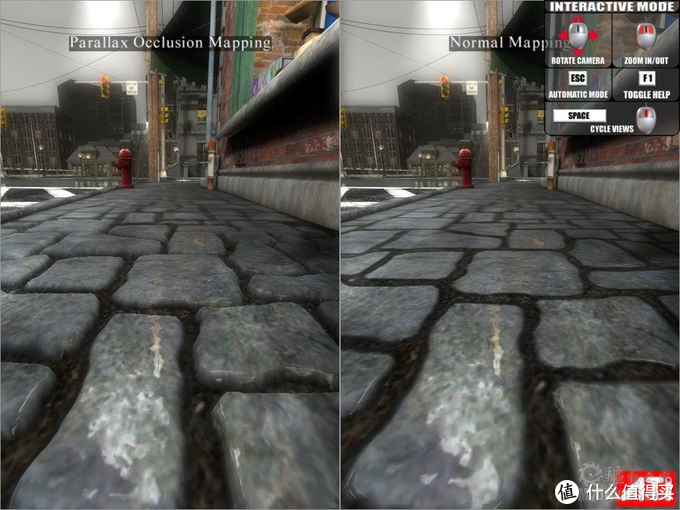 Parallax Occlusion Mapping
Normal Mapping
INTERACTIVE MODE
ROTATE CAMERA
ZOOM IN/OUT
ESC
F1
AUTOMATIC MODE
TOGGLE HELP
SPACE
CYCLE VIEWS
值 什么值得买